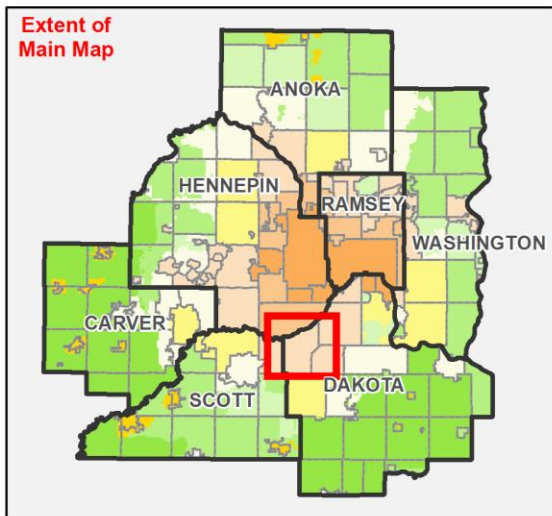 Extent of
Main Map
ANOKA
HENNEPIN
RAMSEY
WASHINGTON
CARVER
SCOTT
DAKOTA